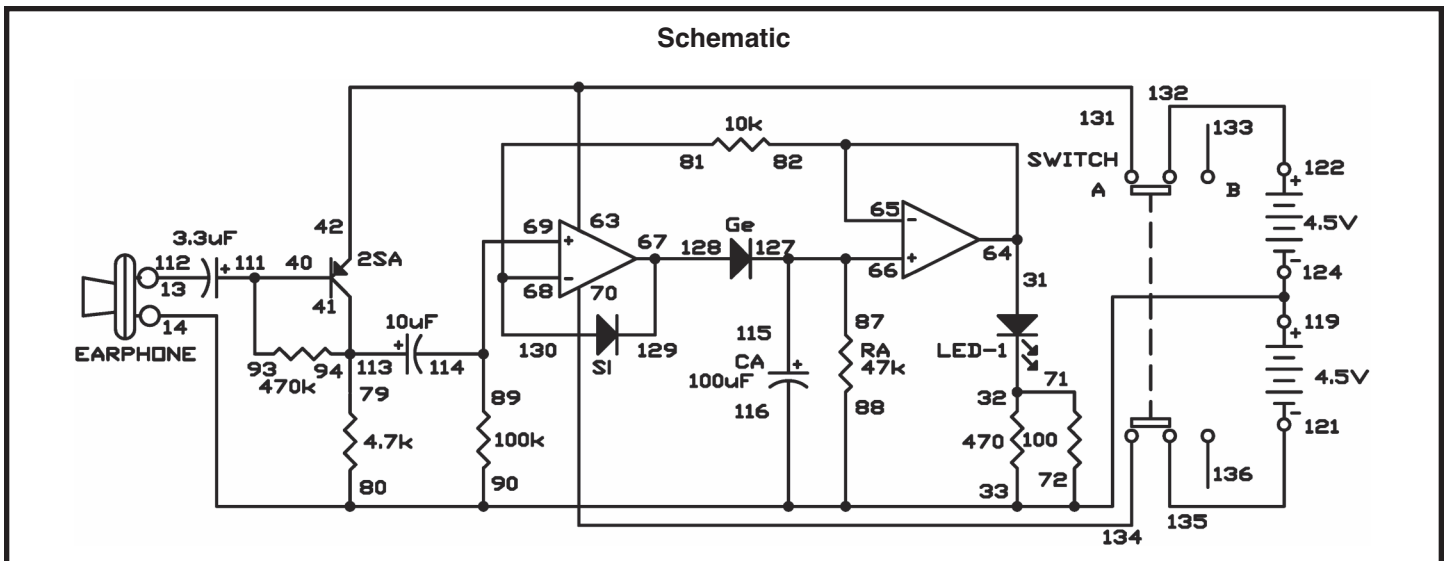 Schematic
132
131
133
10k
81
82
SWITCH
A
B
122
+
4.5V
-
124
42
3.3uF
112
+
111
40
2SA
13
41
14
EARPHONE
69
+
63
67
-
68
70
Ge
128
127
65
-
66
+
64
31
10uF
+
93
94
470k
113
114
79
130
SI
129
115
CA
+
100uF
116
87
RA
47k
88
LED-1
119
+
4.5V
-
121
32
71
89
4.7k
100k
470
100
80
90
33
72
136
135
134